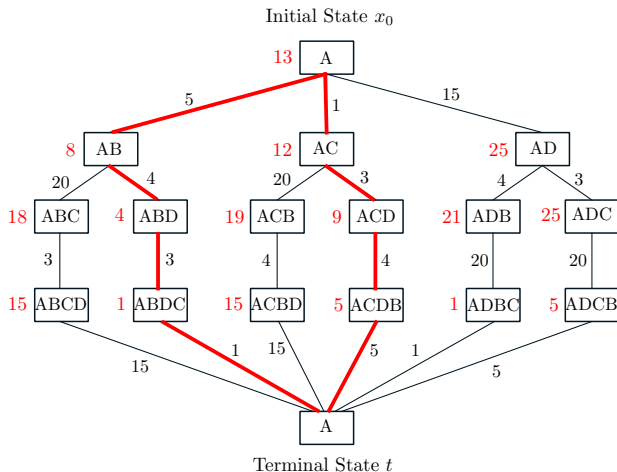 Initial State x₀
13 A
5 1 15
8 AB 12 AC 25 AD
20 4 20 3 4 3
18 ABC 4 ABD 19 ACB 9 ACD 21 ADB 25 ADC
3 3 4 4 20 20
15 ABCD 1 ABDC 15 ACBD 5 ACDB 1 ADBC 5 ADCB
15 1 15 5 1 5
A
Terminal State t